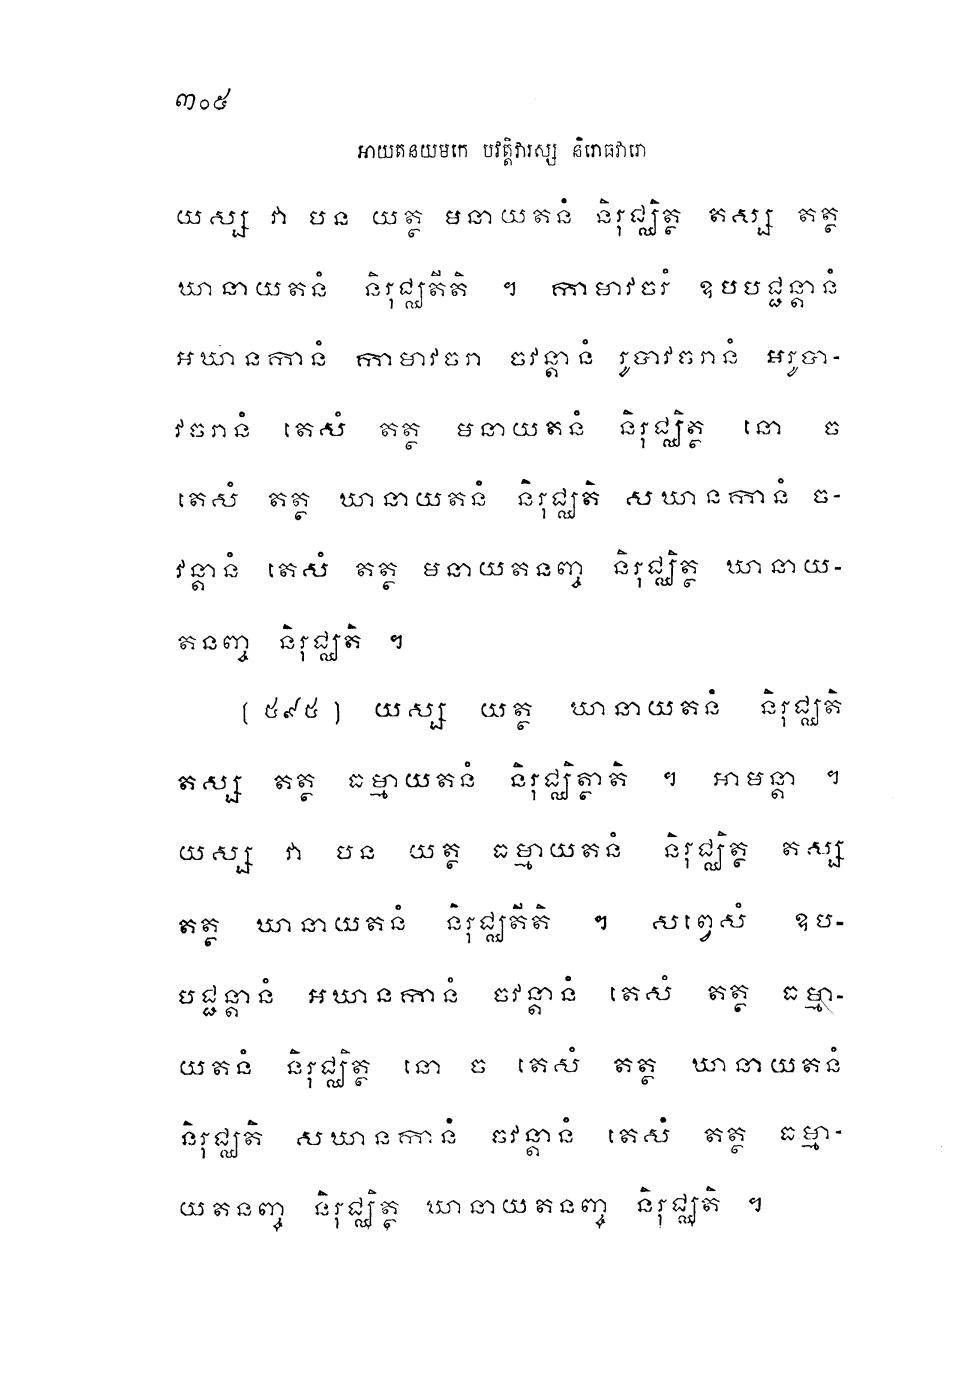 ៣០៥
អាយតនយមកេ បវត្តិវារស្ស និរោធវារោ
យស្ស វា បន យត្ថ មនាយតនំ និរុជ្ឈិត្ថ តស្ស តត្ថ
ឃានាយតនំ និរុជ្ឈតីតិ ។ កាមាវចរំ ឧបបជ្ជន្តានំ
អឃានកានំ កាមាវចរា ចវន្តានំ រូបាវចរានំ អរូបា-
វចរានំ តេសំ តត្ថ មនាយតនំ និរុជ្ឈិត្ថ នោ ច
តេសំ តត្ថ ឃានាយតនំ និរុជ្ឈតិ សឃានកានំ ច-
វន្តានំ តេសំ តត្ថ មនាយតនញ្ច និរុជ្ឈិត្ថ ឃានាយ-
តនញ្ច និរុជ្ឈតិ ។
( ៥៩៥ ) យស្ស យត្ថ ឃានាយតនំ និរុជ្ឈតិ
តស្ស តត្ថ ធម្មាយតនំ និរុជ្ឈិត្ថាតិ ។ អាមន្តា ។
យស្ស វា បន យត្ថ ធម្មាយតនំ និរុជ្ឈិត្ថ តស្ស
តត្ថ ឃានាយតនំ និរុជ្ឈតីតិ ។ សព្វេសំ ឧប-
បជ្ជន្តានំ អឃានកានំ ចវន្តានំ តេសំ តត្ថ ធម្មា-
យតនំ និរុជ្ឈិត្ថ នោ ច តេសំ តត្ថ ឃានាយតនំ
និរុជ្ឈតិ សឃានកានំ ចវន្តានំ តេសំ តត្ថ ធម្មា-
យតនញ្ច និរុជ្ឈិត្ថ ឃានាយតនញ្ច និរុជ្ឈតិ ។